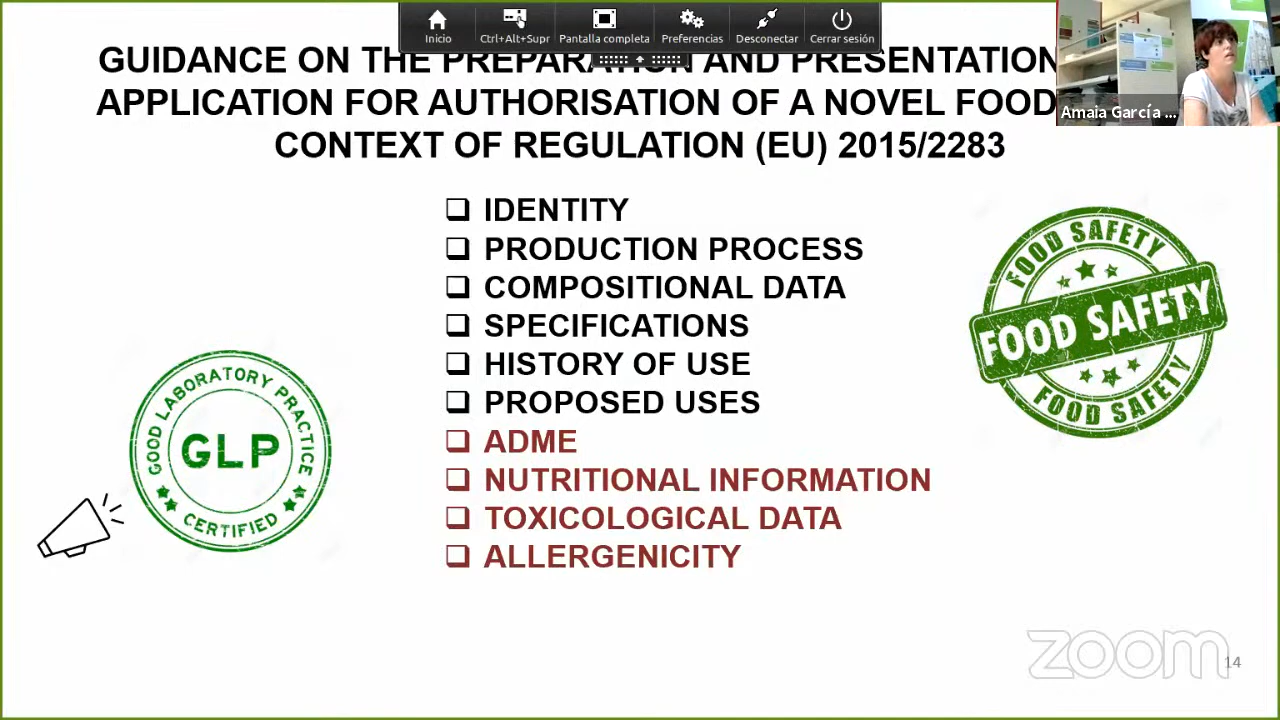 Inicio
Ctrl+Alt+Supr
Pantalla completa
Preferencias
Desconectar
Cerrar sesión
Amaia García ...
GUIDANCE ON THE PREPARATION AND PRESENTATION
APPLICATION FOR AUTHORISATION OF A NOVEL FOOD
CONTEXT OF REGULATION (EU) 2015/2283
IDENTITY
PRODUCTION PROCESS
COMPOSITIONAL DATA
SPECIFICATIONS
HISTORY OF USE
PROPOSED USES
ADME
NUTRITIONAL INFORMATION
TOXICOLOGICAL DATA
ALLERGENICITY
GOOD LABORATORY PRACTICE
GLP
CERTIFIED
FOOD SAFETY
FOOD SAFETY
FOOD SAFETY
zoom
14